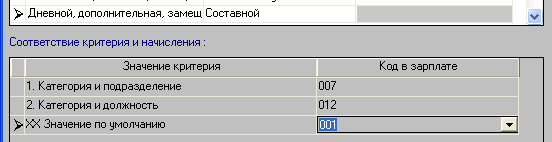 Дневной, дополнительная, замещ Составной
Соответствие критерия и начисления :
Значение критерия Код в зарплате
1. Категория и подразделение 007
2. Категория и должность 012
XX Значение по умолчанию 001